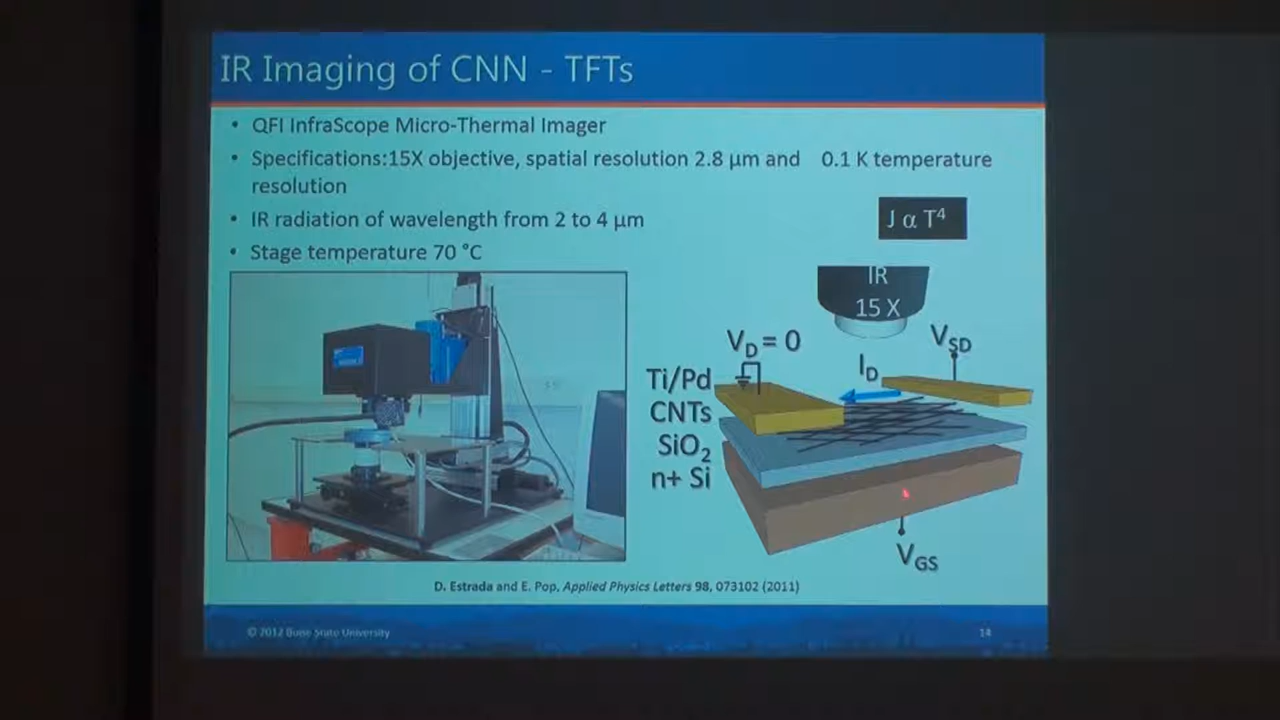 IR Imaging of CNN - TFTs
• QFI InfraScope Micro-Thermal Imager
• Specifications:15X objective, spatial resolution 2.8 µm and 0.1 K temperature
resolution
• IR radiation of wavelength from 2 to 4 µm
• Stage temperature 70 °C
J α T⁴
IR
15 X
V_D = 0
V_SD
I_D
Ti/Pd
CNTs
SiO₂
n+ Si
V_GS
D. Estrada and E. Pop, Applied Physics Letters 98, 073102 (2011)
© 2012 Boise State University
14